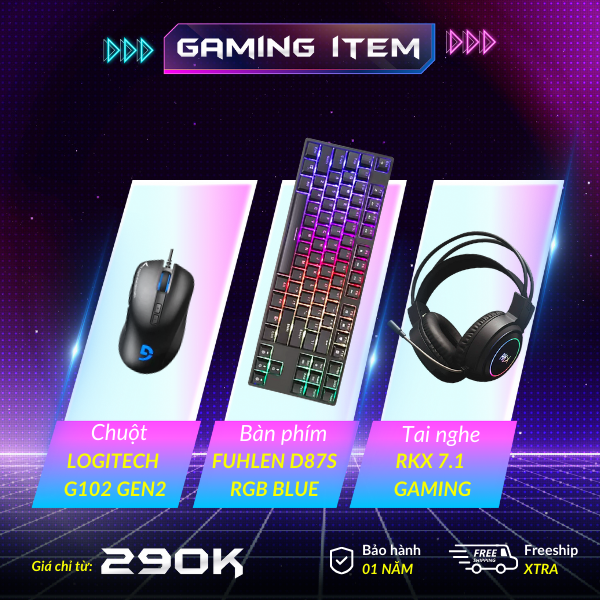 GAMING ITEM
Chuột
LOGITECH
G102 GEN2
Bàn phím
FUHLEN D87S
RGB BLUE
Tai nghe
RKX 7.1
GAMING
Giá chỉ từ: 290K
Bảo hành
01 NĂM
FREE
SHIPPING
Freeship
XTRA